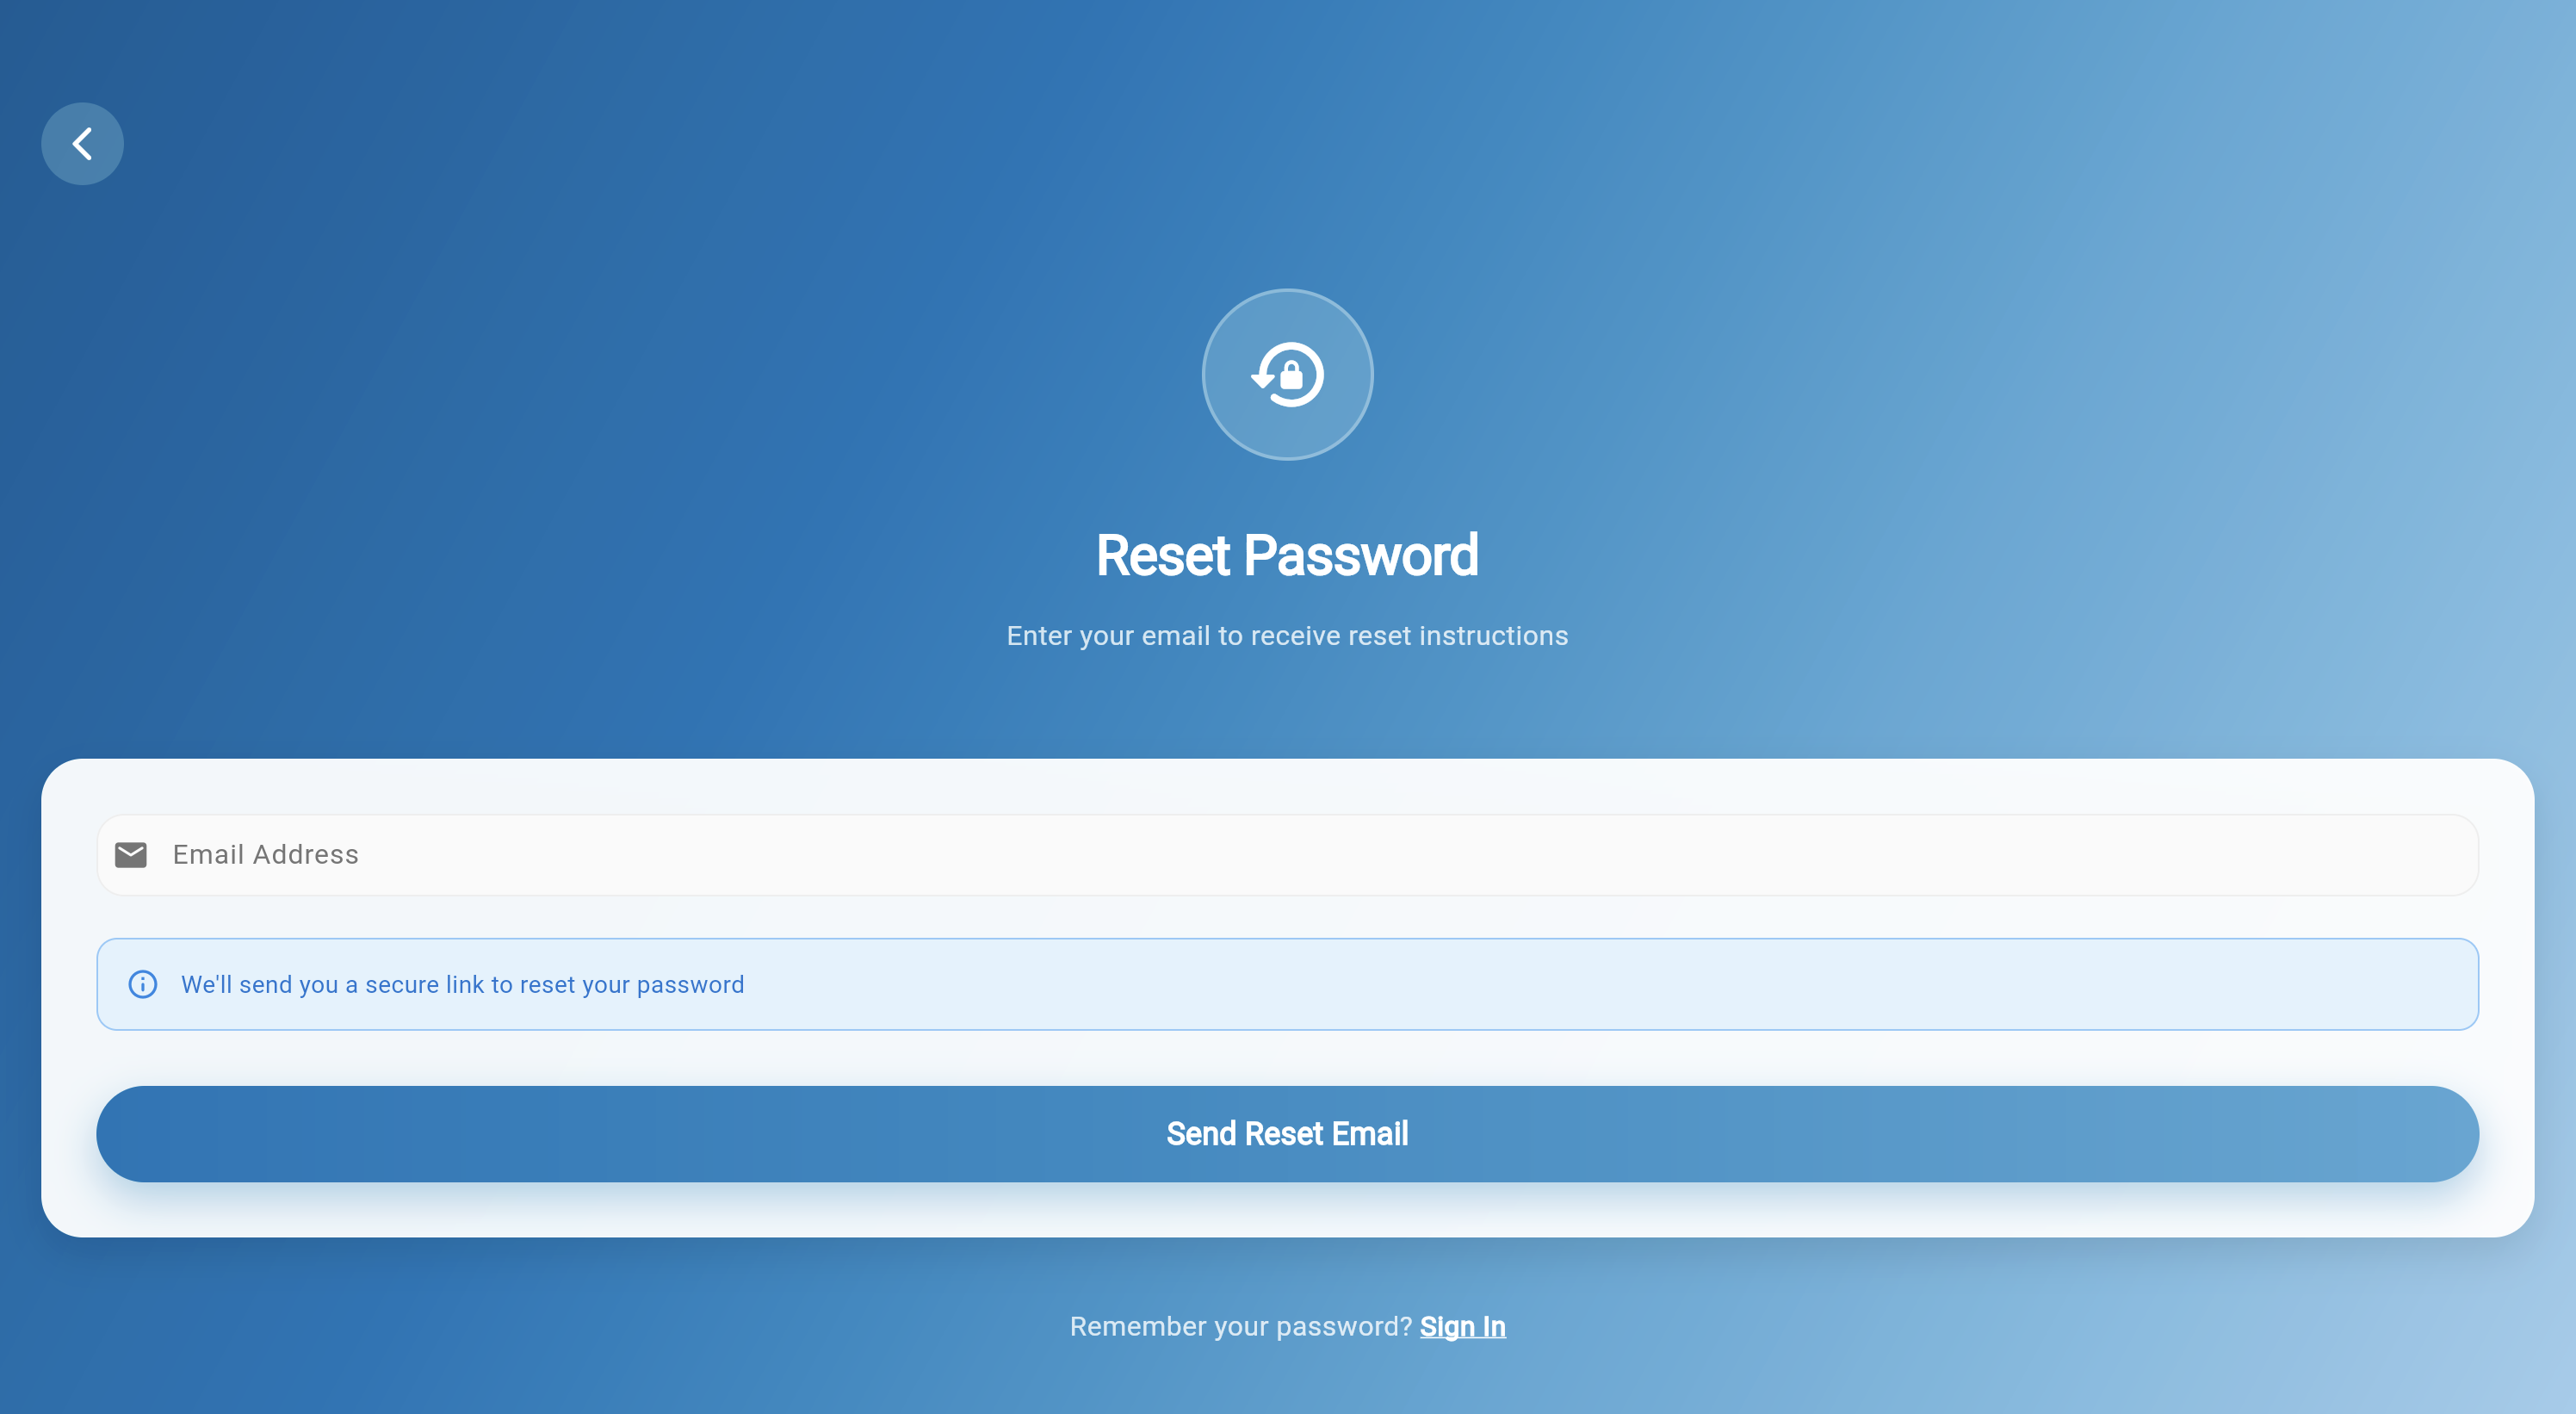 Reset Password
Enter your email to receive reset instructions
Email Address
We'll send you a secure link to reset your password
Send Reset Email
Remember your password? Sign In